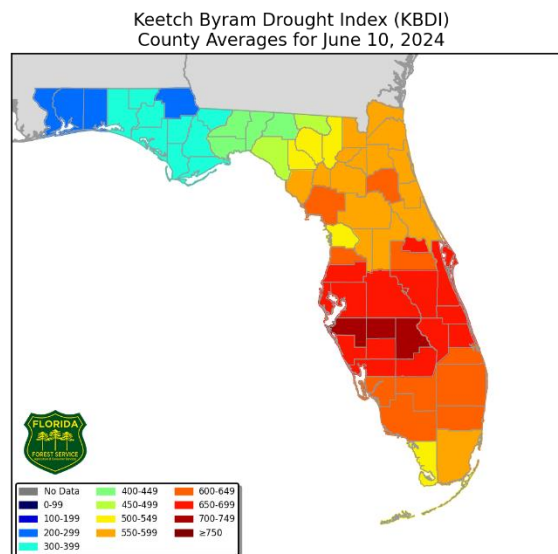 Keetch Byram Drought Index (KBDI)
County Averages for June 10, 2024
FLORIDA
FOREST SERVICE
No Data
0-99
100-199
200-299
300-399
400-449
450-499
500-549
550-599
600-649
650-699
700-749
≥750